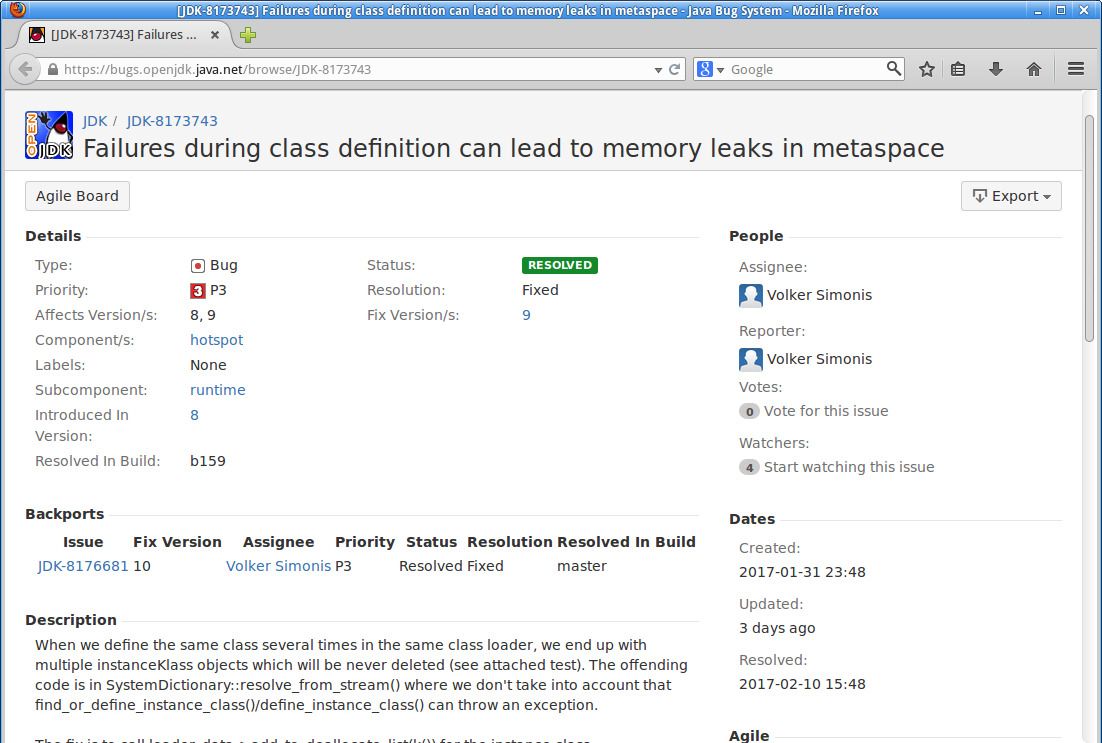 [JDK-8173743] Failures during class definition can lead to memory leaks in metaspace - Java Bug System - Mozilla Firefox
[JDK-8173743] Failures ...
https://bugs.openjdk.java.net/browse/JDK-8173743
8
Google
OPEN
JDK
JDK / JDK-8173743
Failures during class definition can lead to memory leaks in metaspace
Agile Board
Export
Details
Type: Bug
Status: RESOLVED
Priority: 3 P3
Resolution: Fixed
Affects Version/s: 8, 9
Fix Version/s: 9
Component/s: hotspot
Labels: None
Subcomponent: runtime
Introduced In Version: 8
Resolved In Build: b159
People
Assignee:
Volker Simonis
Reporter:
Volker Simonis
Votes:
0 Vote for this issue
Watchers:
4 Start watching this issue
Backports
Issue Fix Version Assignee Priority Status Resolution Resolved In Build
JDK-8176681 10 Volker Simonis P3 Resolved Fixed master
Dates
Created:
2017-01-31 23:48
Updated:
3 days ago
Resolved:
2017-02-10 15:48
Description
When we define the same class several times in the same class loader, we end up with
multiple instanceKlass objects which will be never deleted (see attached test). The offending
code is in SystemDictionary::resolve_from_stream() where we don't take into account that
find_or_define_instance_class()/define_instance_class() can throw an exception.
Agile